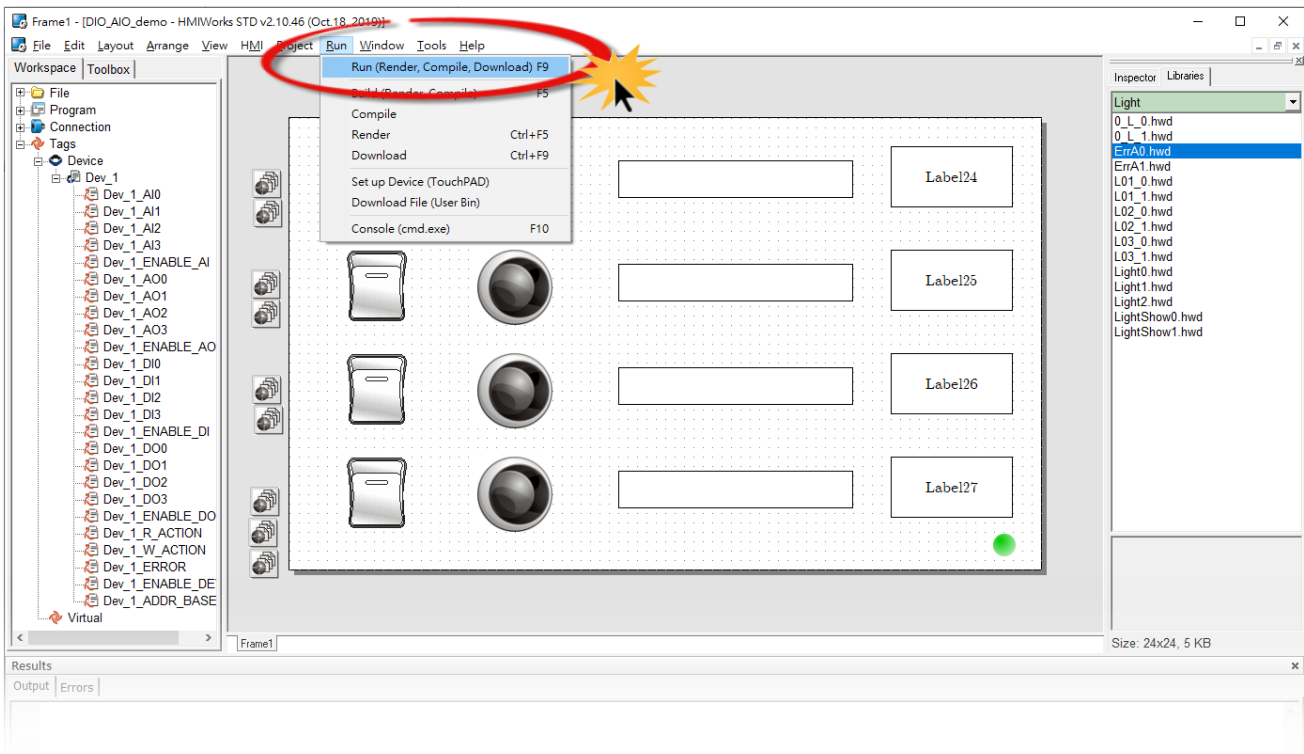 Frame1 - [DIO_AIO_demo - HMIWorks STD v2.10.46 (Oct.18, 2019)]
File Edit Layout Arrange View HMI Project Run Window Tools Help
Workspace Toolbox
File
Program
Connection
Tags
Device
Dev_1
Dev_1_AI0
Dev_1_AI1
Dev_1_AI2
Dev_1_AI3
Dev_1_ENABLE_AI
Dev_1_AO0
Dev_1_AO1
Dev_1_AO2
Dev_1_AO3
Dev_1_ENABLE_AO
Dev_1_DI0
Dev_1_DI1
Dev_1_DI2
Dev_1_DI3
Dev_1_ENABLE_DI
Dev_1_DO0
Dev_1_DO1
Dev_1_DO2
Dev_1_DO3
Dev_1_ENABLE_DO
Dev_1_R_ACTION
Dev_1_W_ACTION
Dev_1_ERROR
Dev_1_ENABLE_DE
Dev_1_ADDR_BASE
Virtual
Run (Render, Compile, Download) F9
Build (Render, Compile) F5
Compile
Render Ctrl+F5
Download Ctrl+F9
Set up Device (TouchPAD)
Download File (User Bin)
Console (cmd.exe) F10
Label24
Label25
Label26
Label27
Frame1
Inspector Libraries
Light
0_L_0.hwd
0_L_1.hwd
ErrA0.hwd
ErrA1.hwd
L01_0.hwd
L01_1.hwd
L02_0.hwd
L02_1.hwd
L03_0.hwd
L03_1.hwd
Light0.hwd
Light1.hwd
Light2.hwd
LightShow0.hwd
LightShow1.hwd
Size: 24x24, 5 KB
Results
Output Errors